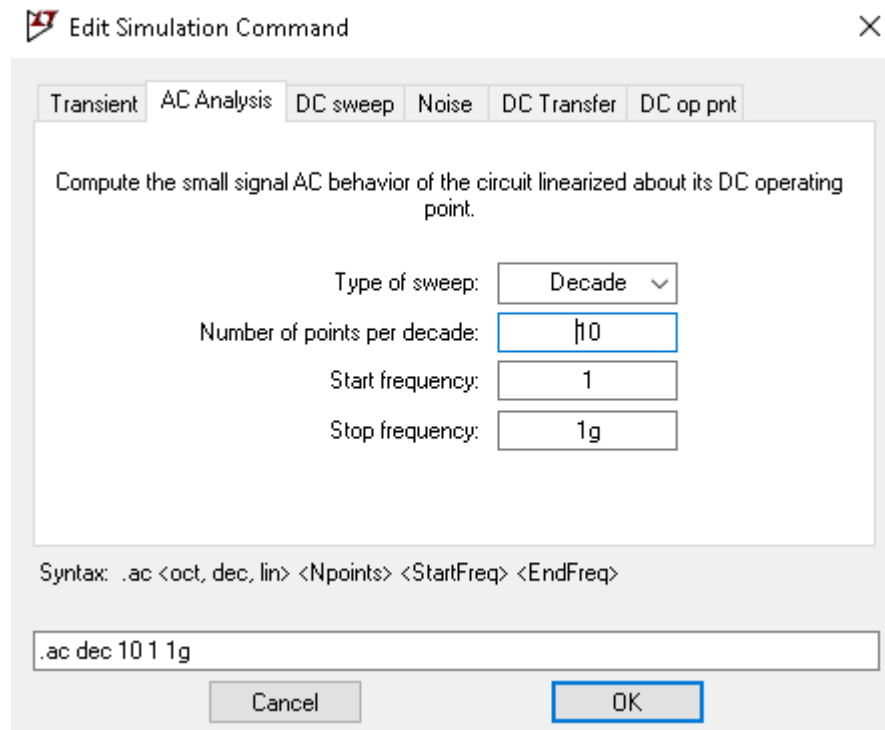 Edit Simulation Command
Transient AC Analysis DC sweep Noise DC Transfer DC op pnt
Compute the small signal AC behavior of the circuit linearized about its DC operating
point.
Type of sweep: Decade
Number of points per decade: 10
Start frequency: 1
Stop frequency: 1g
Syntax: .ac <oct, dec, lin> <Npoints> <StartFreq> <EndFreq>
.ac dec 10 1 1g
Cancel OK